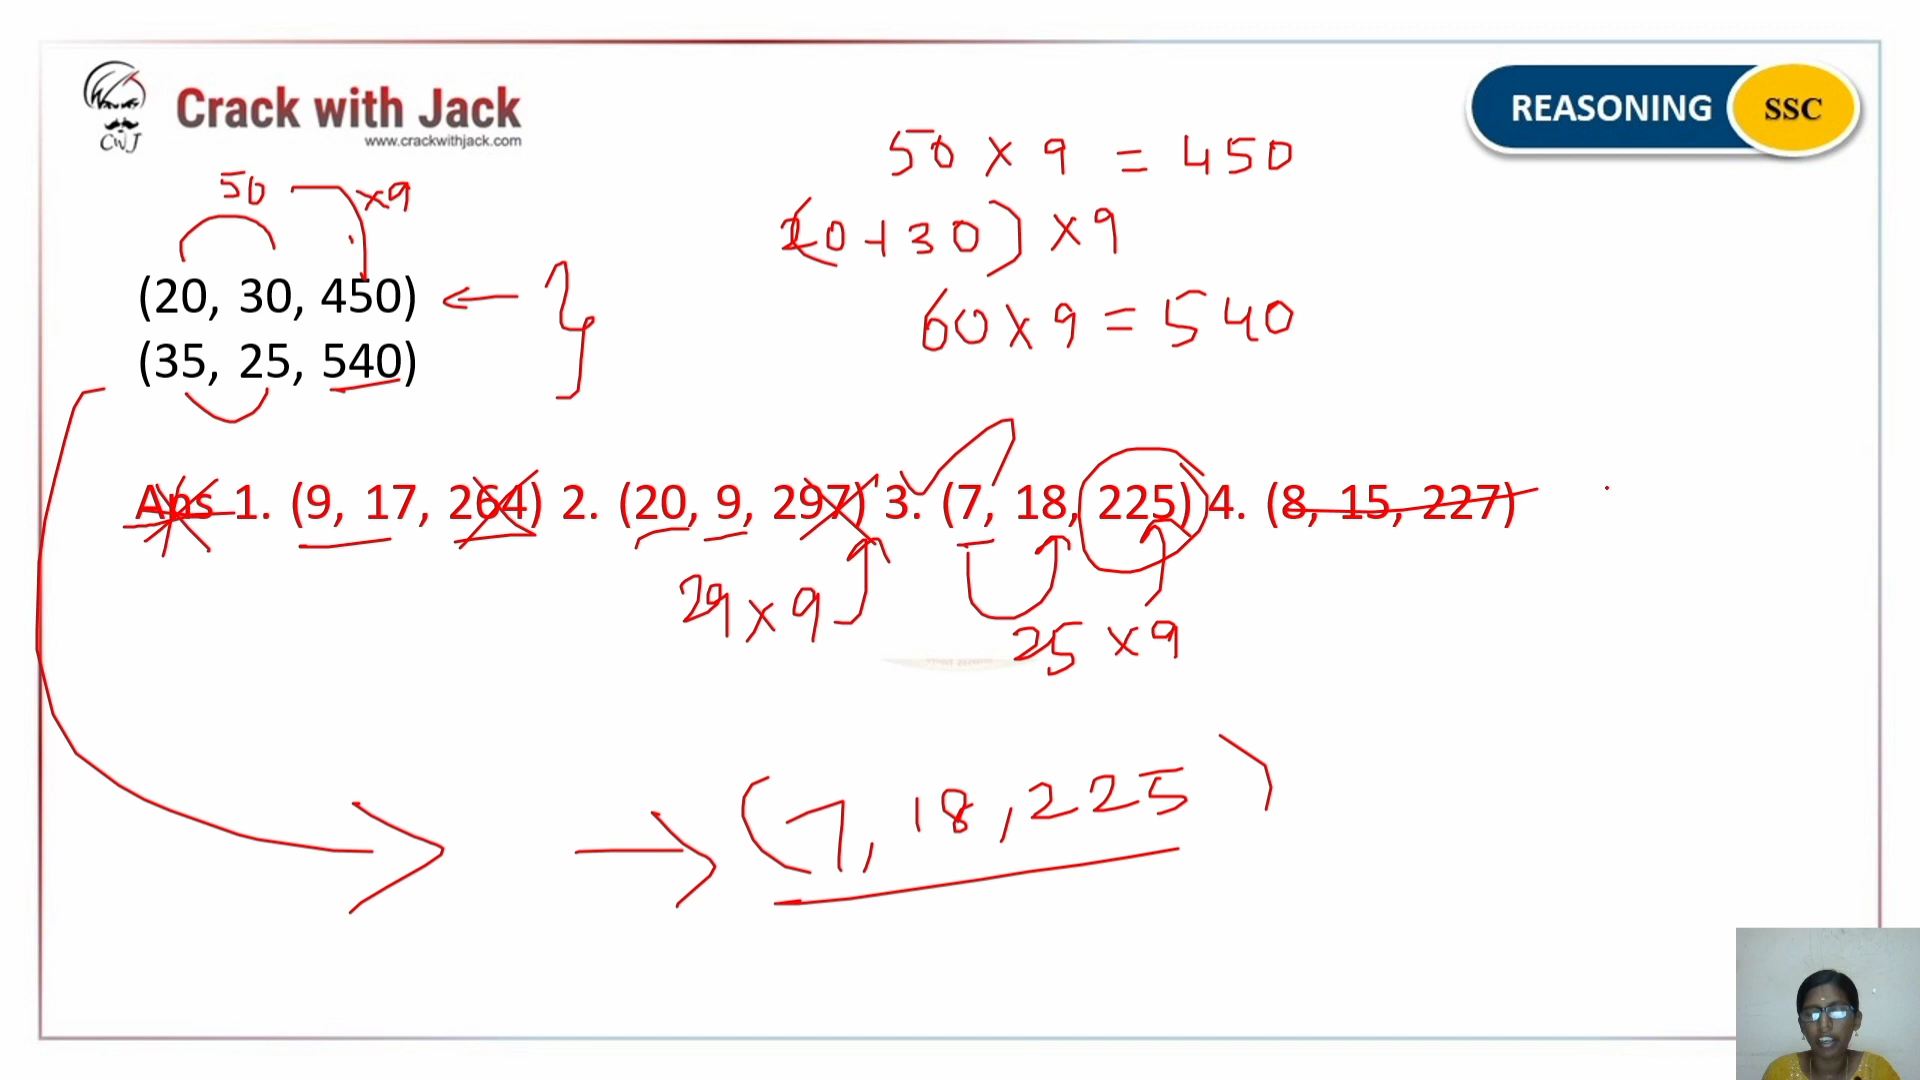 Crack with Jack
www.crackwithjack.com
CWJ
REASONING SSC
50 ×9
50 × 9 = 450
(20+30) ×9
(20, 30, 450)
60×9 = 540
(35, 25, 540)
Ans 1. (9, 17, 264) 2. (20, 9, 297) 3. (7, 18, 225) 4. (8, 15, 227)
29×9
25 ×9
(7, 18, 225)